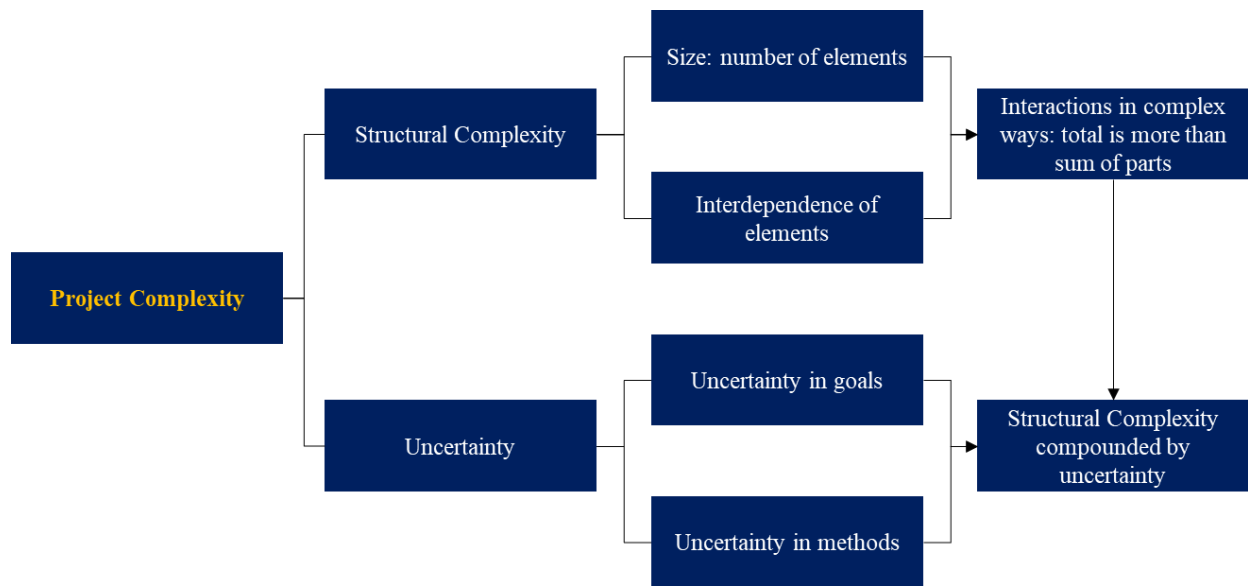 Size: number of elements
Structural Complexity
Interactions in complex
ways: total is more than
sum of parts
Interdependence of
elements
Project Complexity
Uncertainty in goals
Uncertainty
Structural Complexity
compounded by
uncertainty
Uncertainty in methods